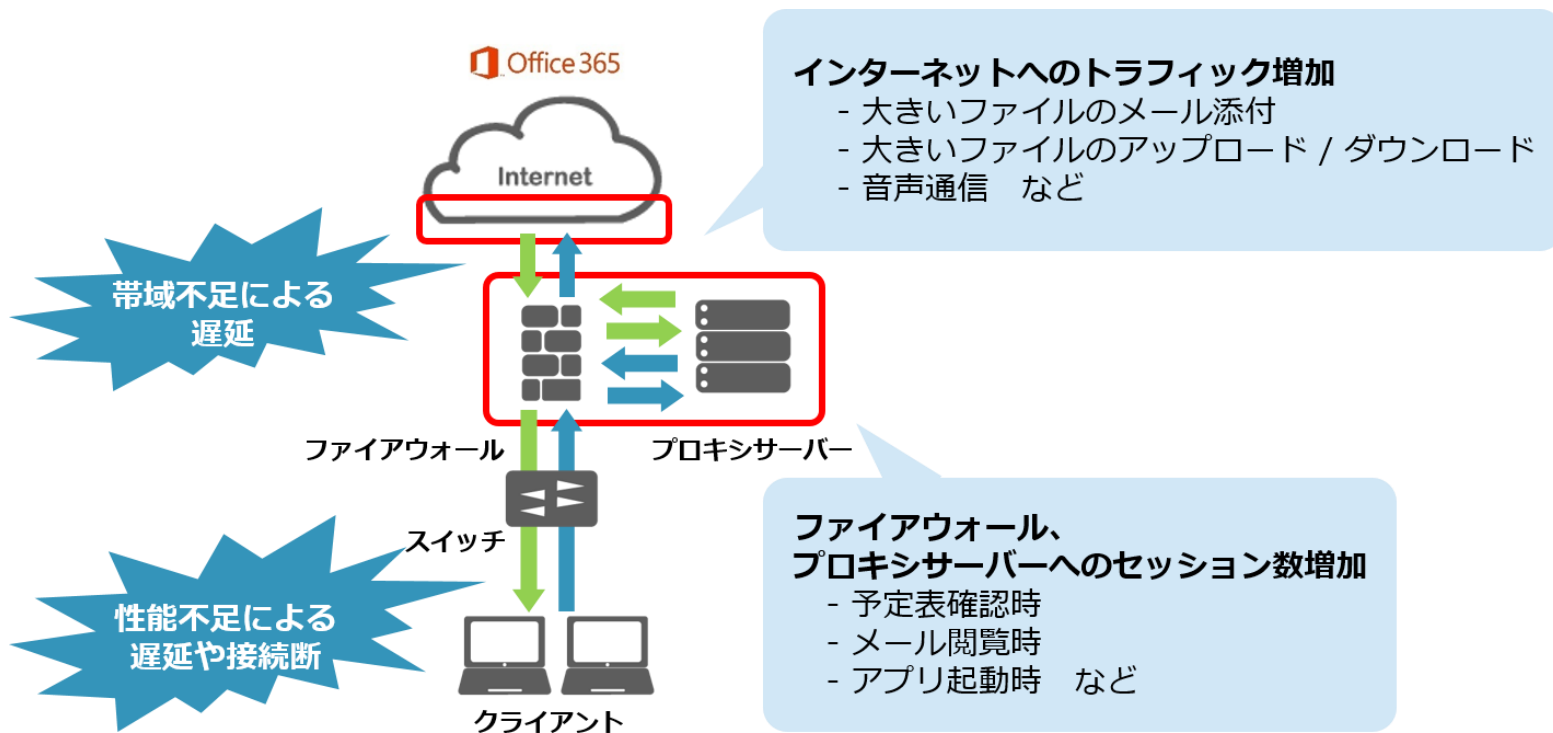 Office 365
Internet
インターネットへのトラフィック増加
- 大きいファイルのメール添付
- 大きいファイルのアップロード / ダウンロード
- 音声通信　など
帯域不足による
遅延
ファイアウォール
プロキシサーバー
スイッチ
ファイアウォール、
プロキシサーバーへのセッション数増加
- 予定表確認時
- メール閲覧時
- アプリ起動時　など
性能不足による
遅延や接続断
クライアント